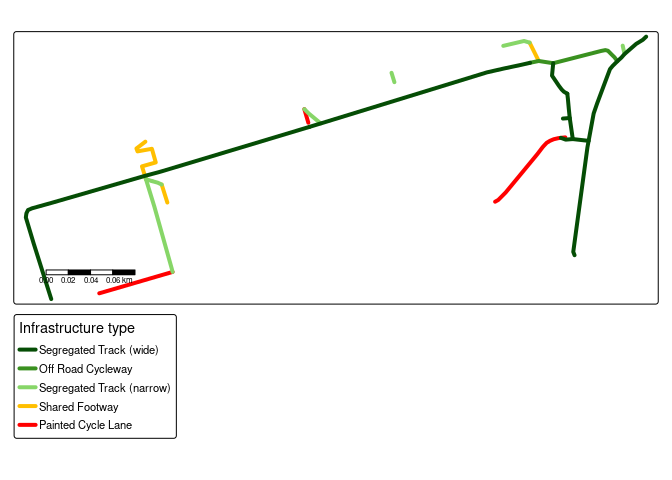 0.00 0.02 0.04 0.06 km
Infrastructure type
Segregated Track (wide)
Off Road Cycleway
Segregated Track (narrow)
Shared Footway
Painted Cycle Lane